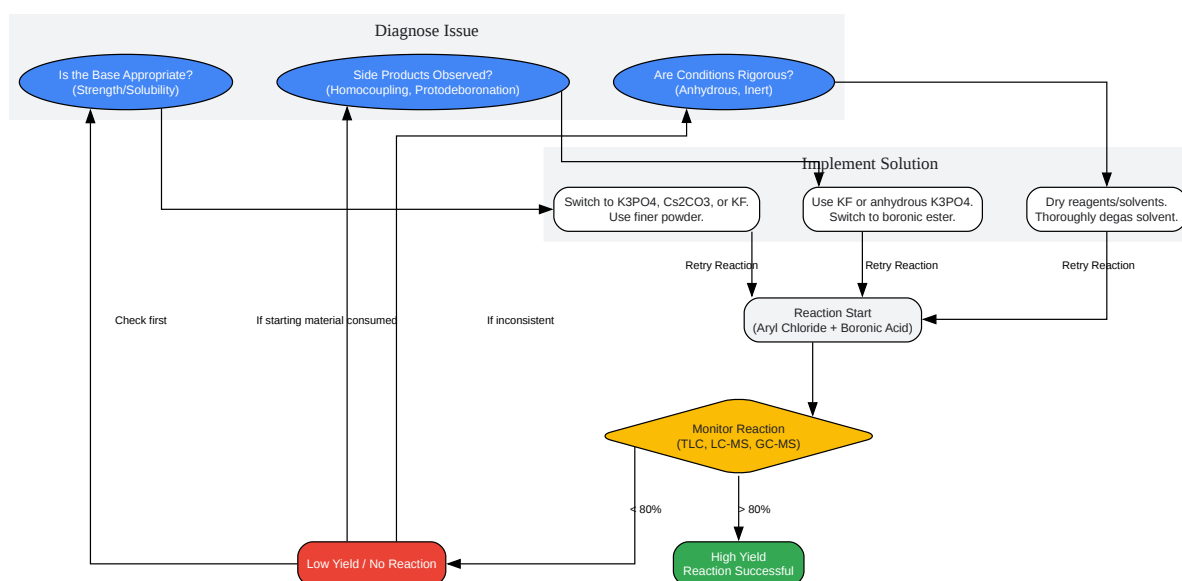 Diagnose Issue
Is the Base Appropriate?
(Strength/Solubility)
Side Products Observed?
(Homocoupling, Protodeboronation)
Are Conditions Rigorous?
(Anhydrous, Inert)
Implement Solution
Switch to K3PO4, Cs2CO3, or KF.
Use finer powder.
Use KF or anhydrous K3PO4.
Switch to boronic ester.
Dry reagents/solvents.
Thoroughly degas solvent.
Retry Reaction
Retry Reaction
Retry Reaction
Check first
If starting material consumed
If inconsistent
Reaction Start
(Aryl Chloride + Boronic Acid)
Monitor Reaction
(TLC, LC-MS, GC-MS)
< 80%
> 80%
Low Yield / No Reaction
High Yield
Reaction Successful